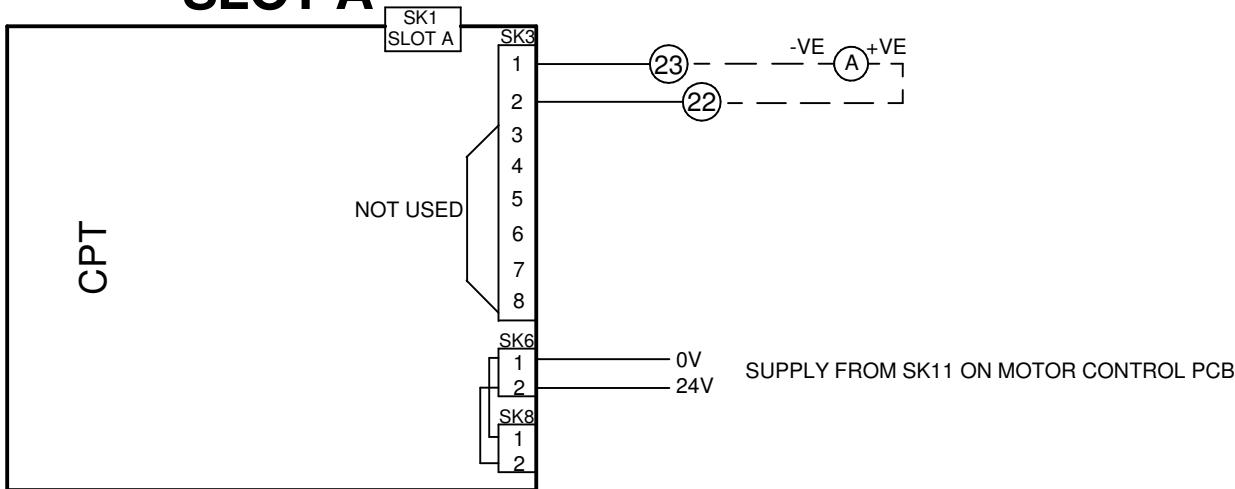 SLOT A
SK1
SLOT A
SK3
1
2
3
4
5
6
7
8
23
-VE
A
+VE
22
NOT USED
CPT
SK6
1
2
0V
24V
SUPPLY FROM SK11 ON MOTOR CONTROL PCB
SK8
1
2